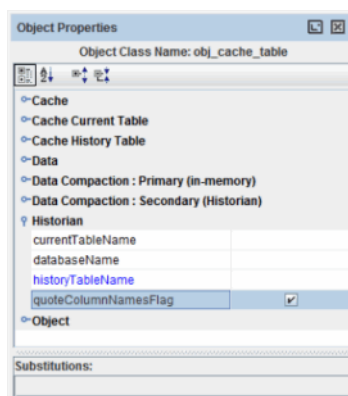 Object Properties
Object Class Name: obj_cache_table
Cache
Cache Current Table
Cache History Table
Data
Data Compaction : Primary (in-memory)
Data Compaction : Secondary (Historian)
Historian
currentTableName
databaseName
historyTableName
quoteColumnNamesFlag
Object
Substitutions: